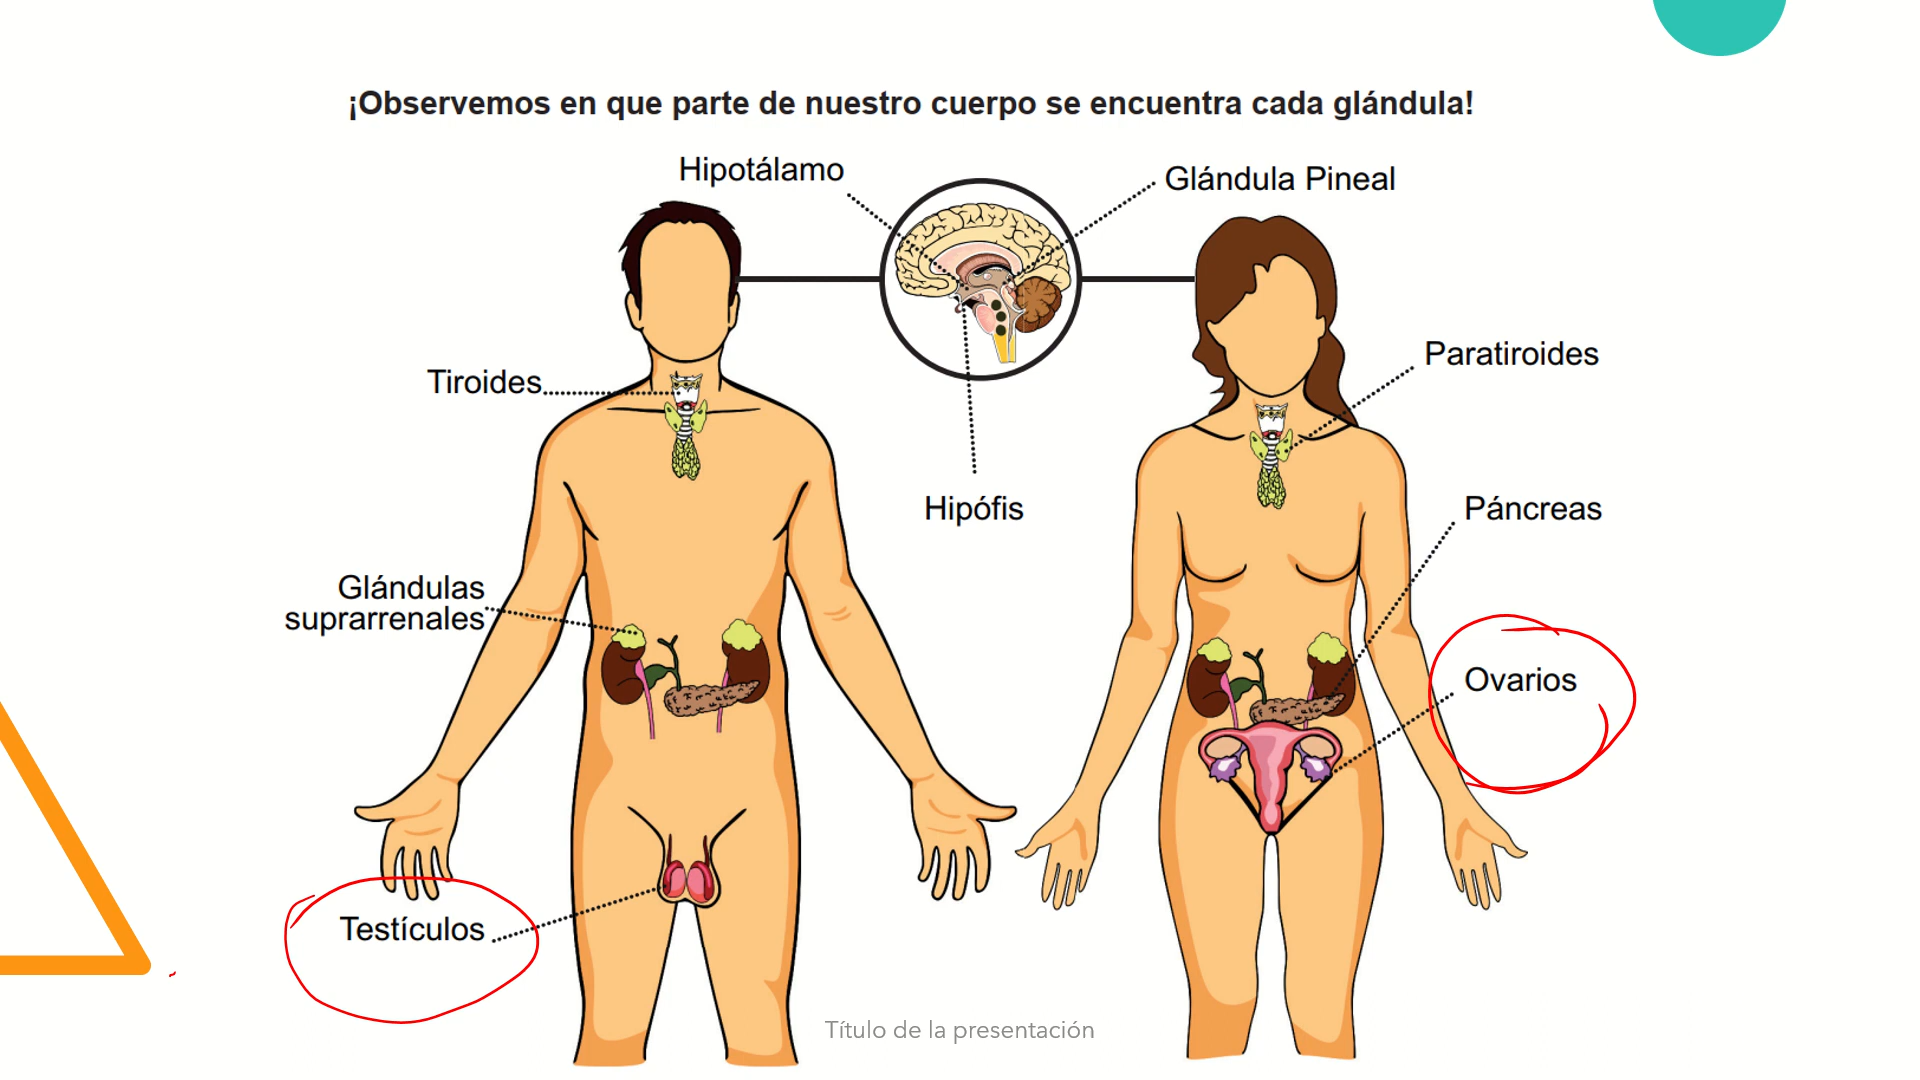 ¡Observemos en que parte de nuestro cuerpo se encuentra cada glándula!
Hipotálamo
Glándula Pineal
Tiroides
Paratiroides
Hipófis
Páncreas
Glándulas
suprarrenales
Ovarios
Testículos
Título de la presentación